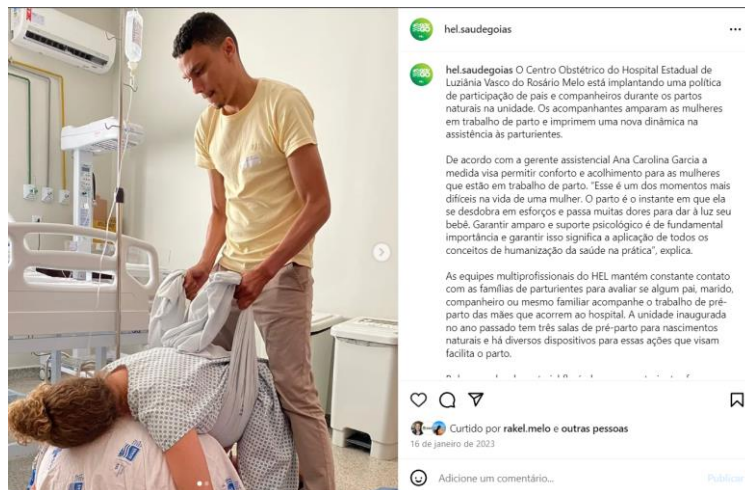 hel.saudegoias
hel.saudegoias O Centro Obstétrico do Hospital Estadual de
Luziânia Vasco do Rosário Melo está implantando uma política
de participação de pais e companheiros durante os partos
naturais na unidade. Os acompanhantes amparam as mulheres
em trabalho de parto e imprimem uma nova dinâmica na
assistência às parturientes.
De acordo com a gerente assistencial Ana Carolina Garcia a
medida visa permitir conforto e acolhimento para as mulheres
que estão em trabalho de parto. "Esse é um dos momentos mais
difíceis na vida de uma mulher. O parto é o instante em que ela
se desdobra em esforços e passa muitas dores para dar à luz seu
bebê. Garantir amparo e suporte psicológico é de fundamental
importância e garantir isso significa a aplicação de todos os
conceitos de humanização da saúde na prática", explica.
As equipes multiprofissionais do HEL mantém constante contato
com as famílias de parturientes para avaliar se algum pai, marido,
companheiro ou mesmo familiar acompanhe o trabalho de pré-
parto das mães que acorrem ao hospital. A unidade inaugurada
no ano passado tem três salas de pré-parto para nascimentos
naturais e há diversos dispositivos para essas ações que visam
facilita o parto.
Curtido por rakel.melo e outras pessoas
16 de janeiro de 2023
Adicione um comentário...
Publicar